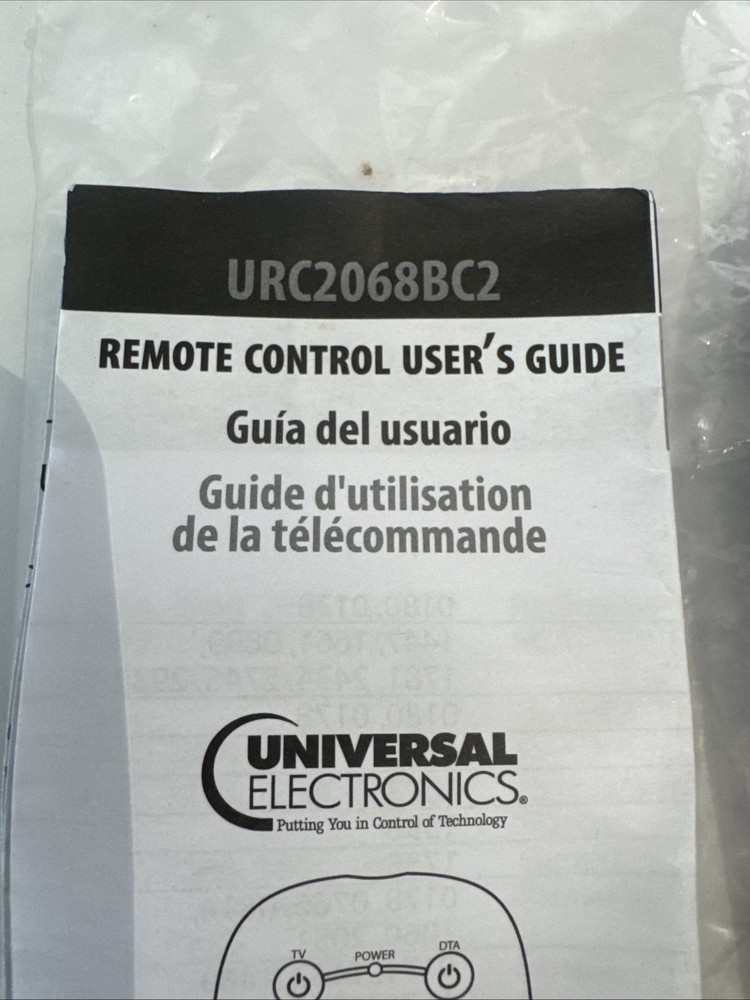 URC2068BC2
REMOTE CONTROL USER'S GUIDE
Guía del usuario
Guide d'utilisation
de la télécommande
UNIVERSAL
ELECTRONICS®
Putting You in Control of Technology
TV POWER DTA